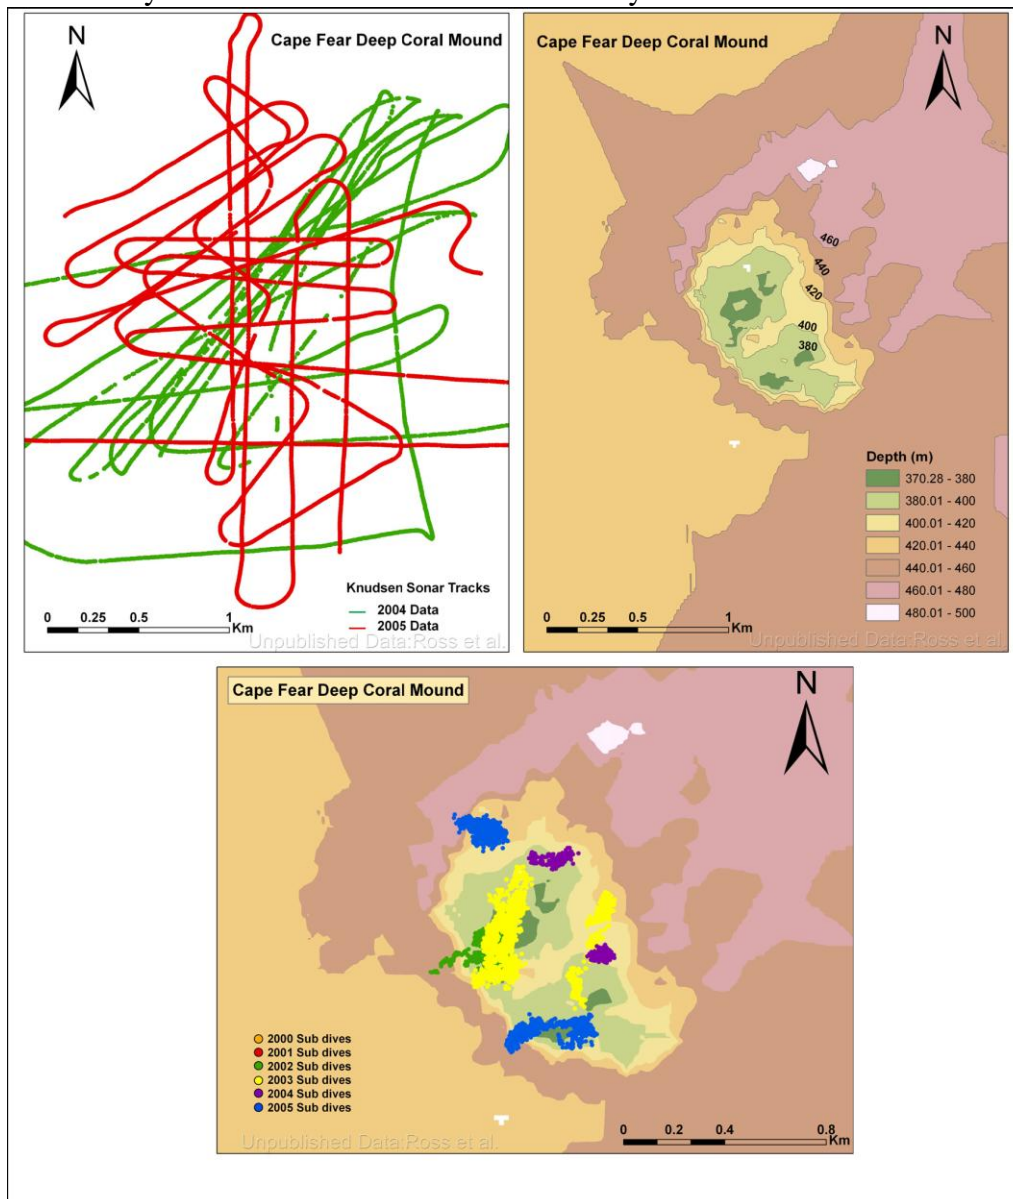 Cape Fear Deep Coral Mound
N
Knudsen Sonar Tracks
2004 Data
2005 Data
0 0.25 0.5 1
Km
Unpublished Data:Ross et al.
Cape Fear Deep Coral Mound
N
460
440
420
400
380
Depth (m)
370.28 - 380
380.01 - 400
400.01 - 420
420.01 - 440
440.01 - 460
460.01 - 480
480.01 - 500
0 0.25 0.5 1
Km
Unpublished Data:Ross et al.
Cape Fear Deep Coral Mound
N
2000 Sub dives
2001 Sub dives
2002 Sub dives
2003 Sub dives
2004 Sub dives
2005 Sub dives
0 0.2 0.4 0.8
Km
Unpublished Data:Ross et al.